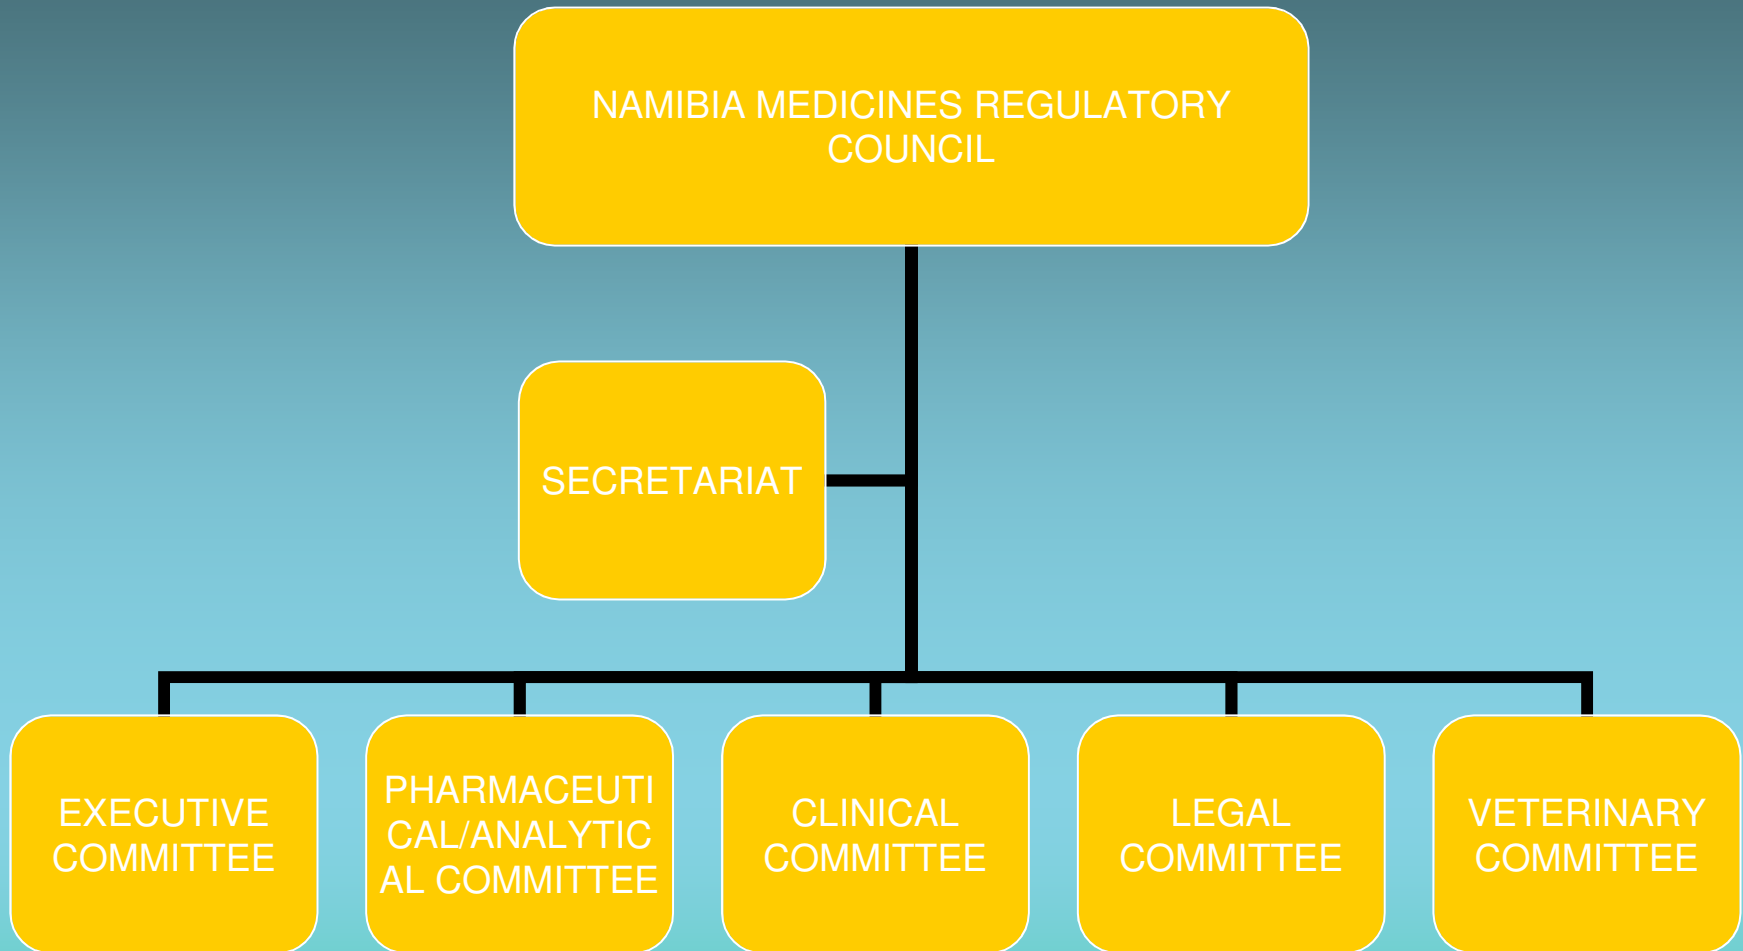 NAMIBIA MEDICINES REGULATORY
COUNCIL
SECRETARIAT
EXECUTIVE
COMMITTEE
PHARMACEUTI
CAL/ANALYTIC
AL COMMITTEE
CLINICAL
COMMITTEE
LEGAL
COMMITTEE
VETERINARY
COMMITTEE